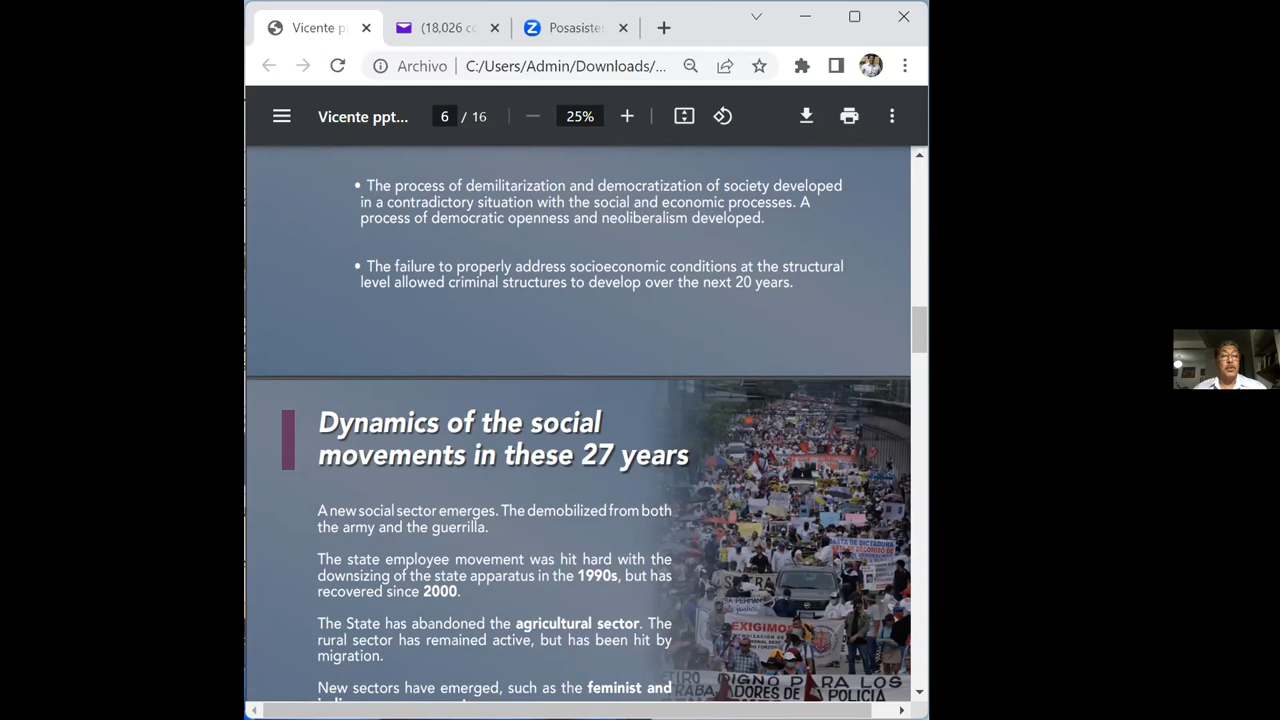 Vicente p
(18,026 c
Posasiste
Archivo
C:/Users/Admin/Downloads/...
Vicente ppt...
6 / 16
25%
• The process of demilitarization and democratization of society developed
in a contradictory situation with the social and economic processes. A
process of democratic openness and neoliberalism developed.
• The failure to properly address socioeconomic conditions at the structural
level allowed criminal structures to develop over the next 20 years.
Dynamics of the social
movements in these 27 years
A new social sector emerges. The demobilized from both
the army and the guerrilla.
The state employee movement was hit hard with the
downsizing of the state apparatus in the 1990s, but has
recovered since 2000.
The State has abandoned the agricultural sector. The
rural sector has remained active, but has been hit by
migration.
New sectors have emerged, such as the feminist and
EXIGIMOS
DIGNO PARA LOS
POLICIA